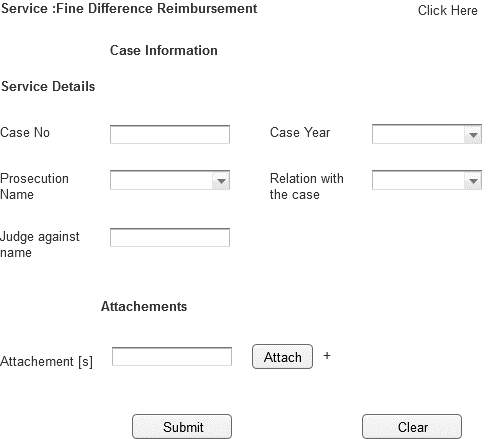 Service :Fine Difference Reimbursement Click Here
Case Information
Service Details
Case No Case Year
Prosecution Relation with
Name the case
Judge against
name
Attachements
Attachement [s] Attach +
Submit Clear